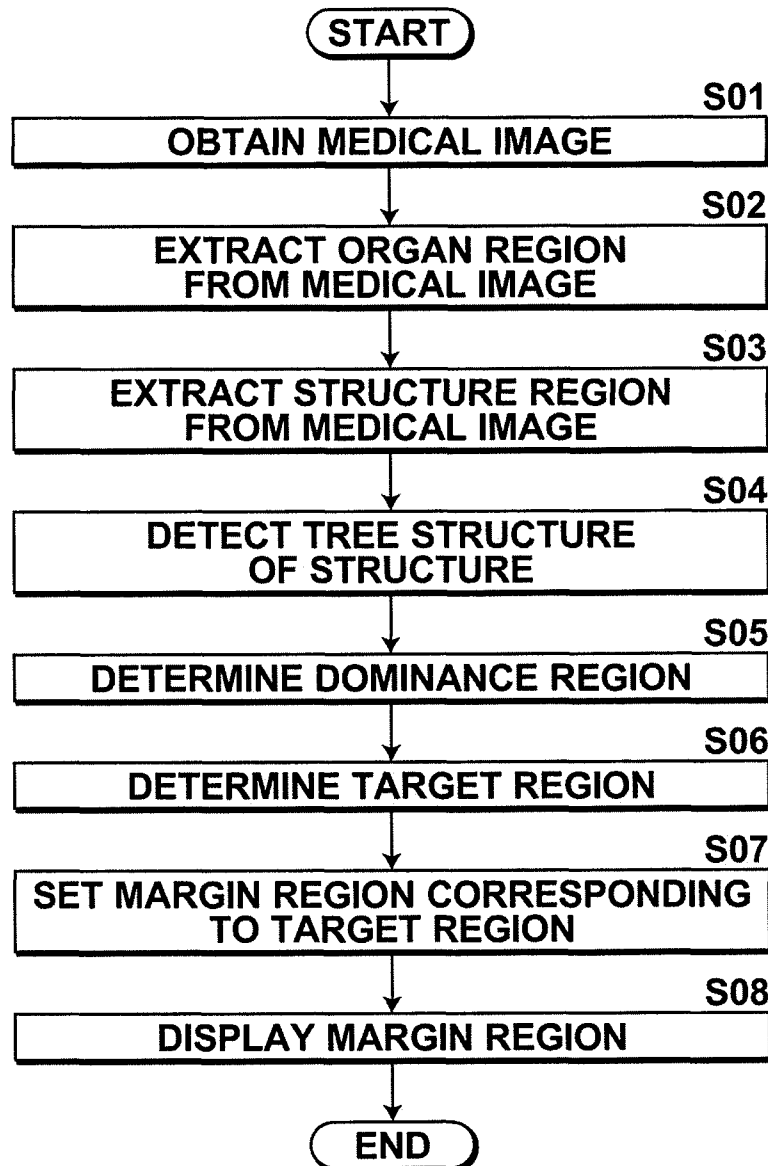 START
S01
OBTAIN MEDICAL IMAGE
S02
EXTRACT ORGAN REGION
FROM MEDICAL IMAGE
S03
EXTRACT STRUCTURE REGION
FROM MEDICAL IMAGE
S04
DETECT TREE STRUCTURE
OF STRUCTURE
S05
DETERMINE DOMINANCE REGION
S06
DETERMINE TARGET REGION
S07
SET MARGIN REGION CORRESPONDING
TO TARGET REGION
S08
DISPLAY MARGIN REGION
END